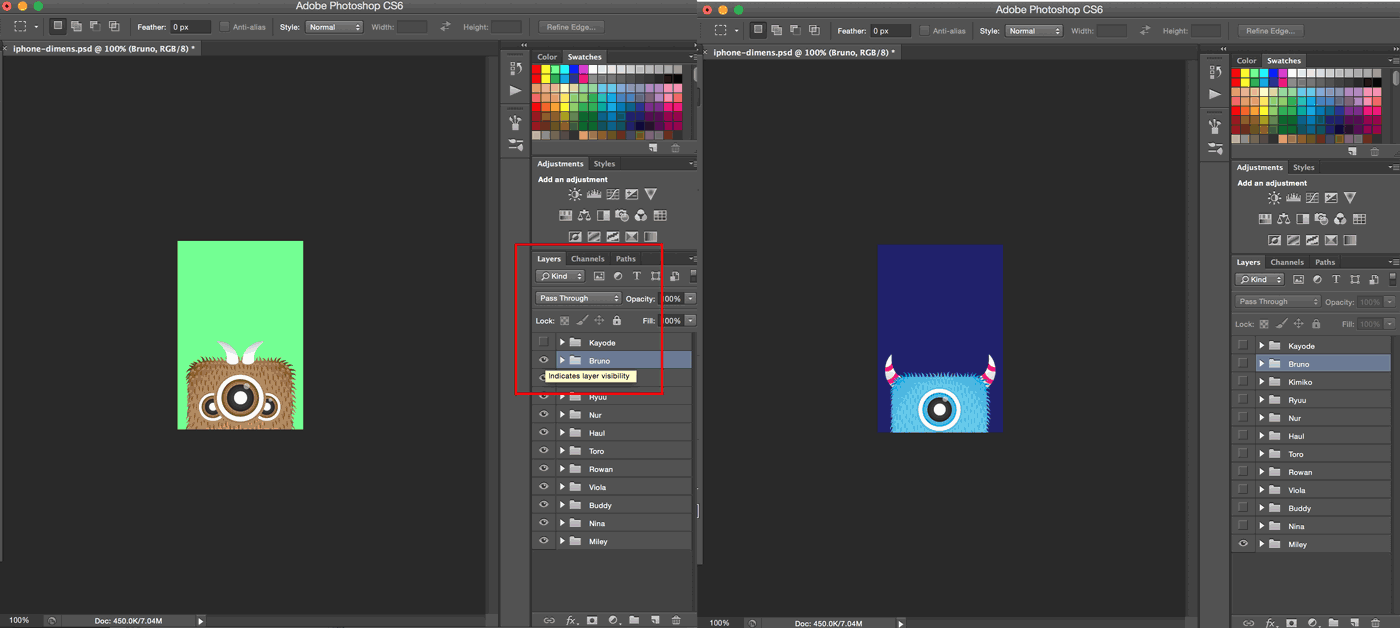 Adobe Photoshop CS6
Feather: 0 px Anti-alias Style: Normal Width: Height: Refine Edge...
iphone-dimens.psd @ 100% (Bruno, RGB/8) *
Color Swatches
Adjustments Styles
Add an adjustment
Layers Channels Paths
Kind
Pass Through Opacity: 100%
Lock: Fill: 100%
Kayode
Bruno
Indicates layer visibility
Ryuu
Nur
Haul
Toro
Rowan
Viola
Buddy
Nina
Miley
fx
100% Doc: 450.0K/7.04M
Adobe Photoshop CS6
Feather: 0 px Anti-alias Style: Normal Width: Height: Refine Edge...
iphone-dimens.psd @ 100% (Bruno, RGB/8) *
Color Swatches
Adjustments Styles
Add an adjustment
Layers Channels Paths
Kind
Pass Through Opacity: 100%
Lock: Fill: 100%
Kayode
Bruno
Kimiko
Ryuu
Nur
Haul
Toro
Rowan
Viola
Buddy
Nina
Miley
fx
100% Doc: 450.0K/7.04M